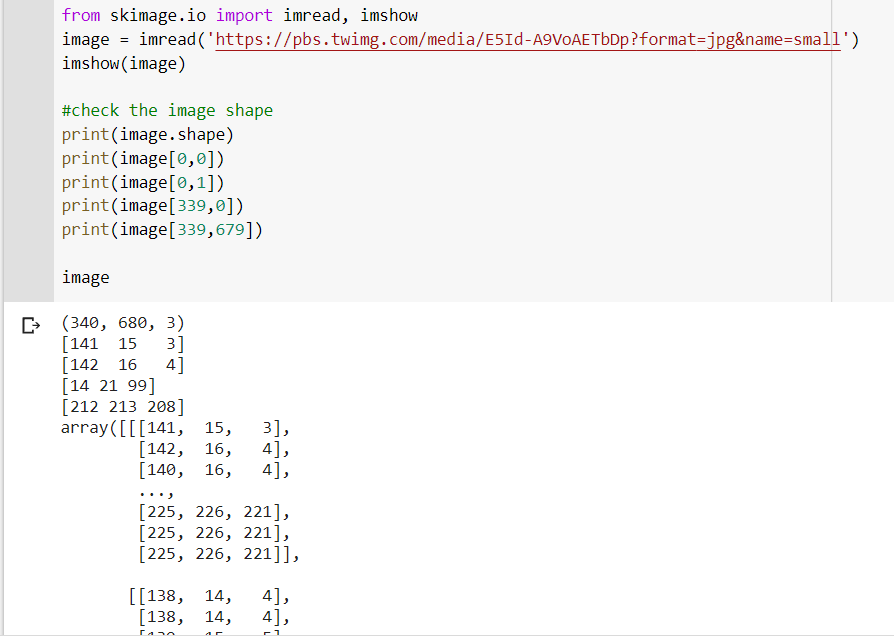 from skimage.io import imread, imshow
image = imread('https://pbs.twimg.com/media/E5Id-A9VoAETbDp?format=jpg&name=small')
imshow(image)
#check the image shape
print(image.shape)
print(image[0,0])
print(image[0,1])
print(image[339,0])
print(image[339,679])
image
(340, 680, 3)
[141  15   3]
[142  16   4]
[14 21 99]
[212 213 208]
array([[[141,  15,   3],
        [142,  16,   4],
        [140,  16,   4],
        ...,
        [225, 226, 221],
        [225, 226, 221],
        [225, 226, 221]],
       [[138,  14,   4],
        [138,  14,   4],